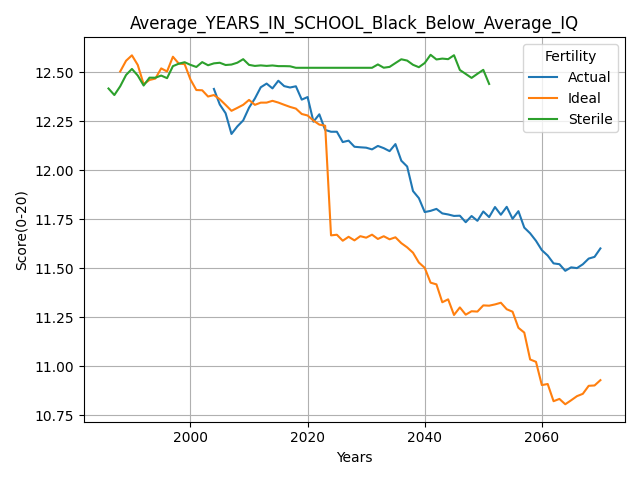 Average_YEARS_IN_SCHOOL_Black_Below_Average_IQ
Fertility
Actual
Ideal
Sterile
Score(0-20)
12.50
12.25
12.00
11.75
11.50
11.25
11.00
10.75
2000 2020 2040 2060
Years